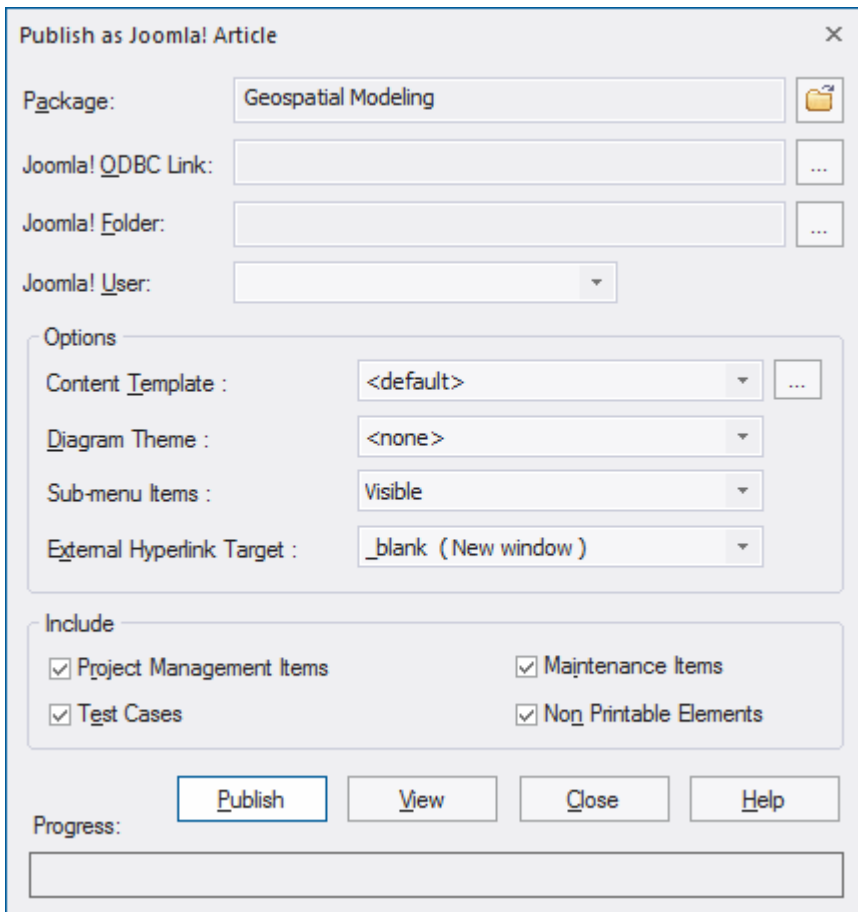 Publish as Joomla! Article
Package: Geospatial Modeling
Joomla! ODBC Link: ...
Joomla! Folder: ...
Joomla! User:
Options
Content Template : <default> ...
Diagram Theme : <none>
Sub-menu Items : Visible
External Hyperlink Target : _blank ( New window )
Include
Project Management Items Maintenance Items
Test Cases Non Printable Elements
Publish View Close Help
Progress: